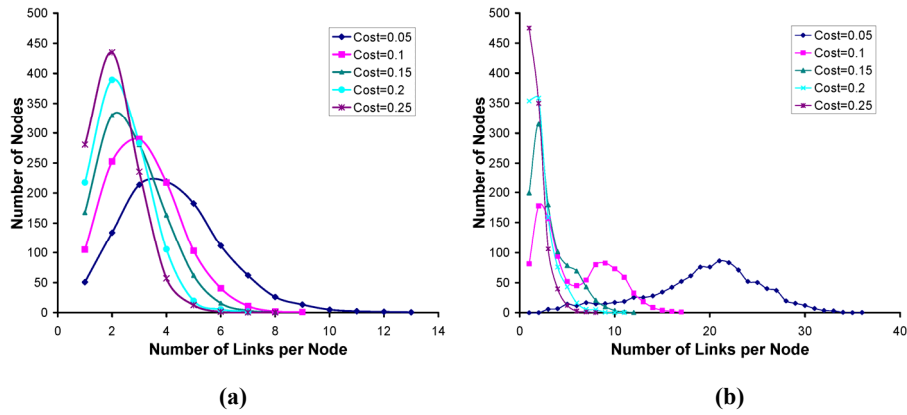 500
450
400
350
300
250
200
150
100
50
0
Number of Nodes
0 2 4 6 8 10 12 14
Number of Links per Node
Cost=0.05
Cost=0.1
Cost=0.15
Cost=0.2
Cost=0.25
(a)
500
450
400
350
300
250
200
150
100
50
0
Number of Nodes
0 10 20 30 40
Number of Links per Node
Cost=0.05
Cost=0.1
Cost=0.15
Cost=0.2
Cost=0.25
(b)